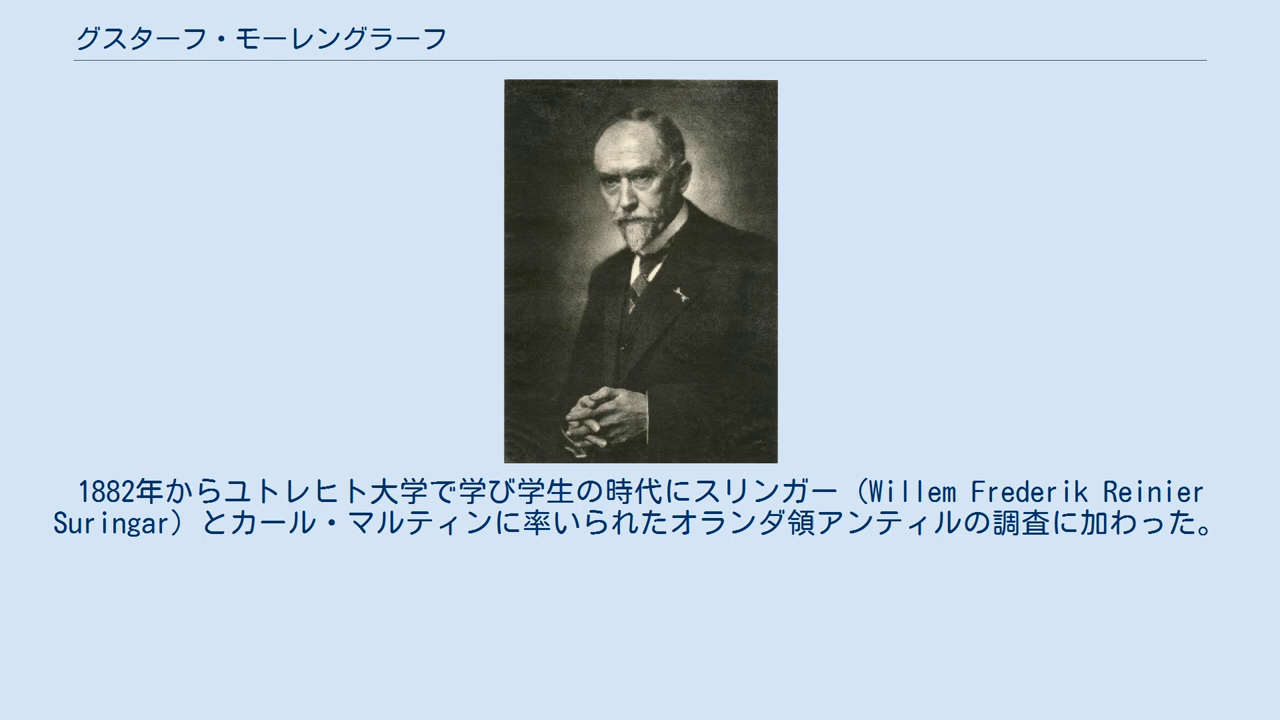 グスターフ・モーレングラーフ
1882年からユトレヒト大学で学び学生の時代にスリンガー（Willem Frederik Reinier
Suringar）とカール・マルティンに率いられたオランダ領アンティルの調査に加わった。